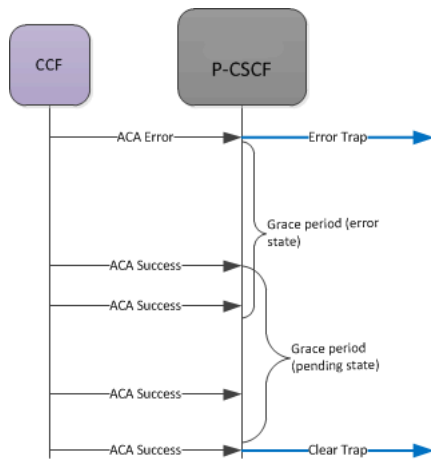 CCF
P-CSCF
ACA Error
Error Trap
Grace period (error
state)
ACA Success
ACA Success
Grace period
(pending state)
ACA Success
ACA Success
Clear Trap